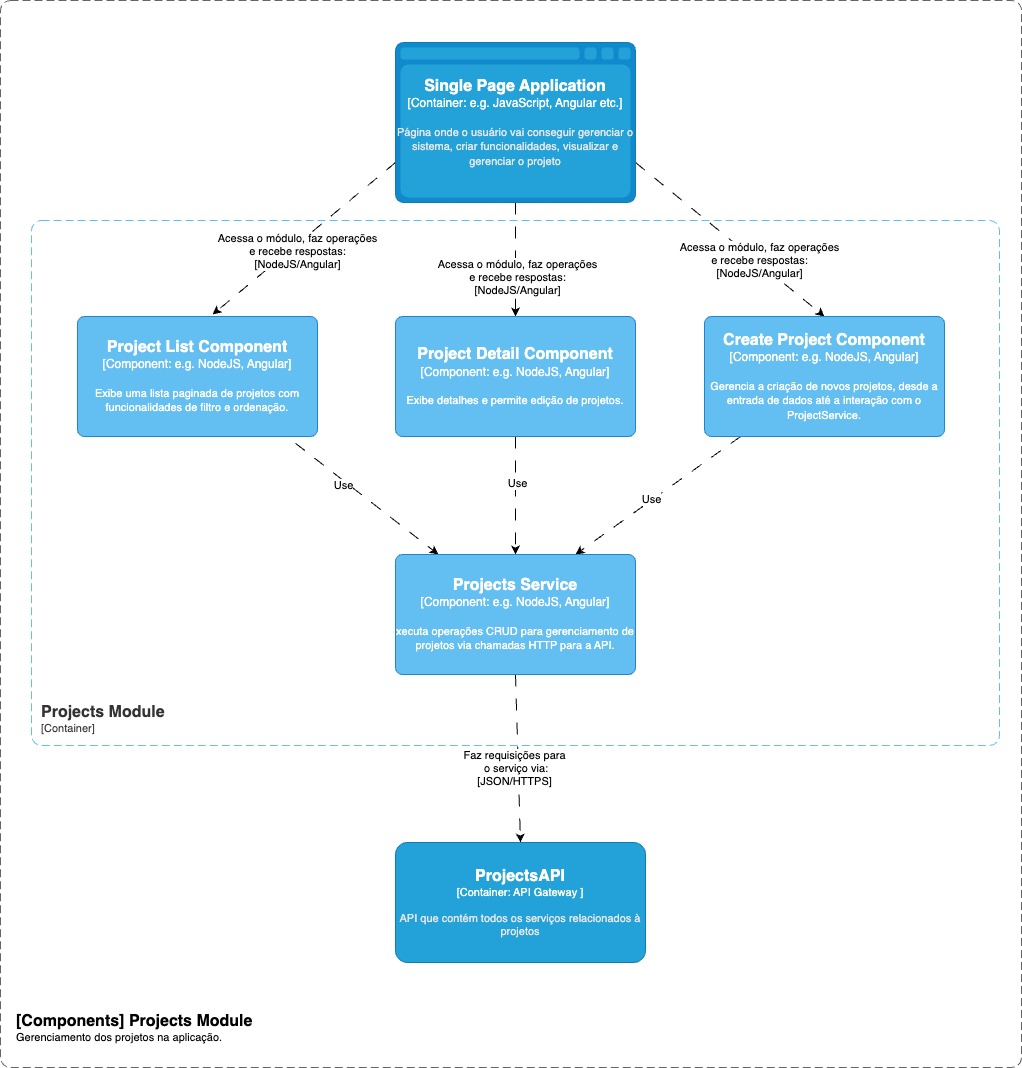 Single Page Application
[Container: e.g. JavaScript, Angular etc.]
Página onde o usuário vai conseguir gerenciar o
sistema, criar funcionalidades, visualizar e
gerenciar o projeto
Acessa o módulo, faz operações
e recebe respostas:
[NodeJS/Angular]
Acessa o módulo, faz operações
e recebe respostas:
[NodeJS/Angular]
Acessa o módulo, faz operações
e recebe respostas:
[NodeJS/Angular]
Project List Component
[Component: e.g. NodeJS, Angular]
Exibe uma lista paginada de projetos com
funcionalidades de filtro e ordenação.
Project Detail Component
[Component: e.g. NodeJS, Angular]
Exibe detalhes e permite edição de projetos.
Create Project Component
[Component: e.g. NodeJS, Angular]
Gerencia a criação de novos projetos, desde a
entrada de dados até a interação com o
ProjectService.
Use
Use
Use
Projects Service
[Component: e.g. NodeJS, Angular]
xecuta operações CRUD para gerenciamento de
projetos via chamadas HTTP para a API.
Projects Module
[Container]
Faz requisições para
o serviço via:
[JSON/HTTPS]
ProjectsAPI
[Container: API Gateway ]
API que contém todos os serviços relacionados à
projetos
[Components] Projects Module
Gerenciamento dos projetos na aplicação.